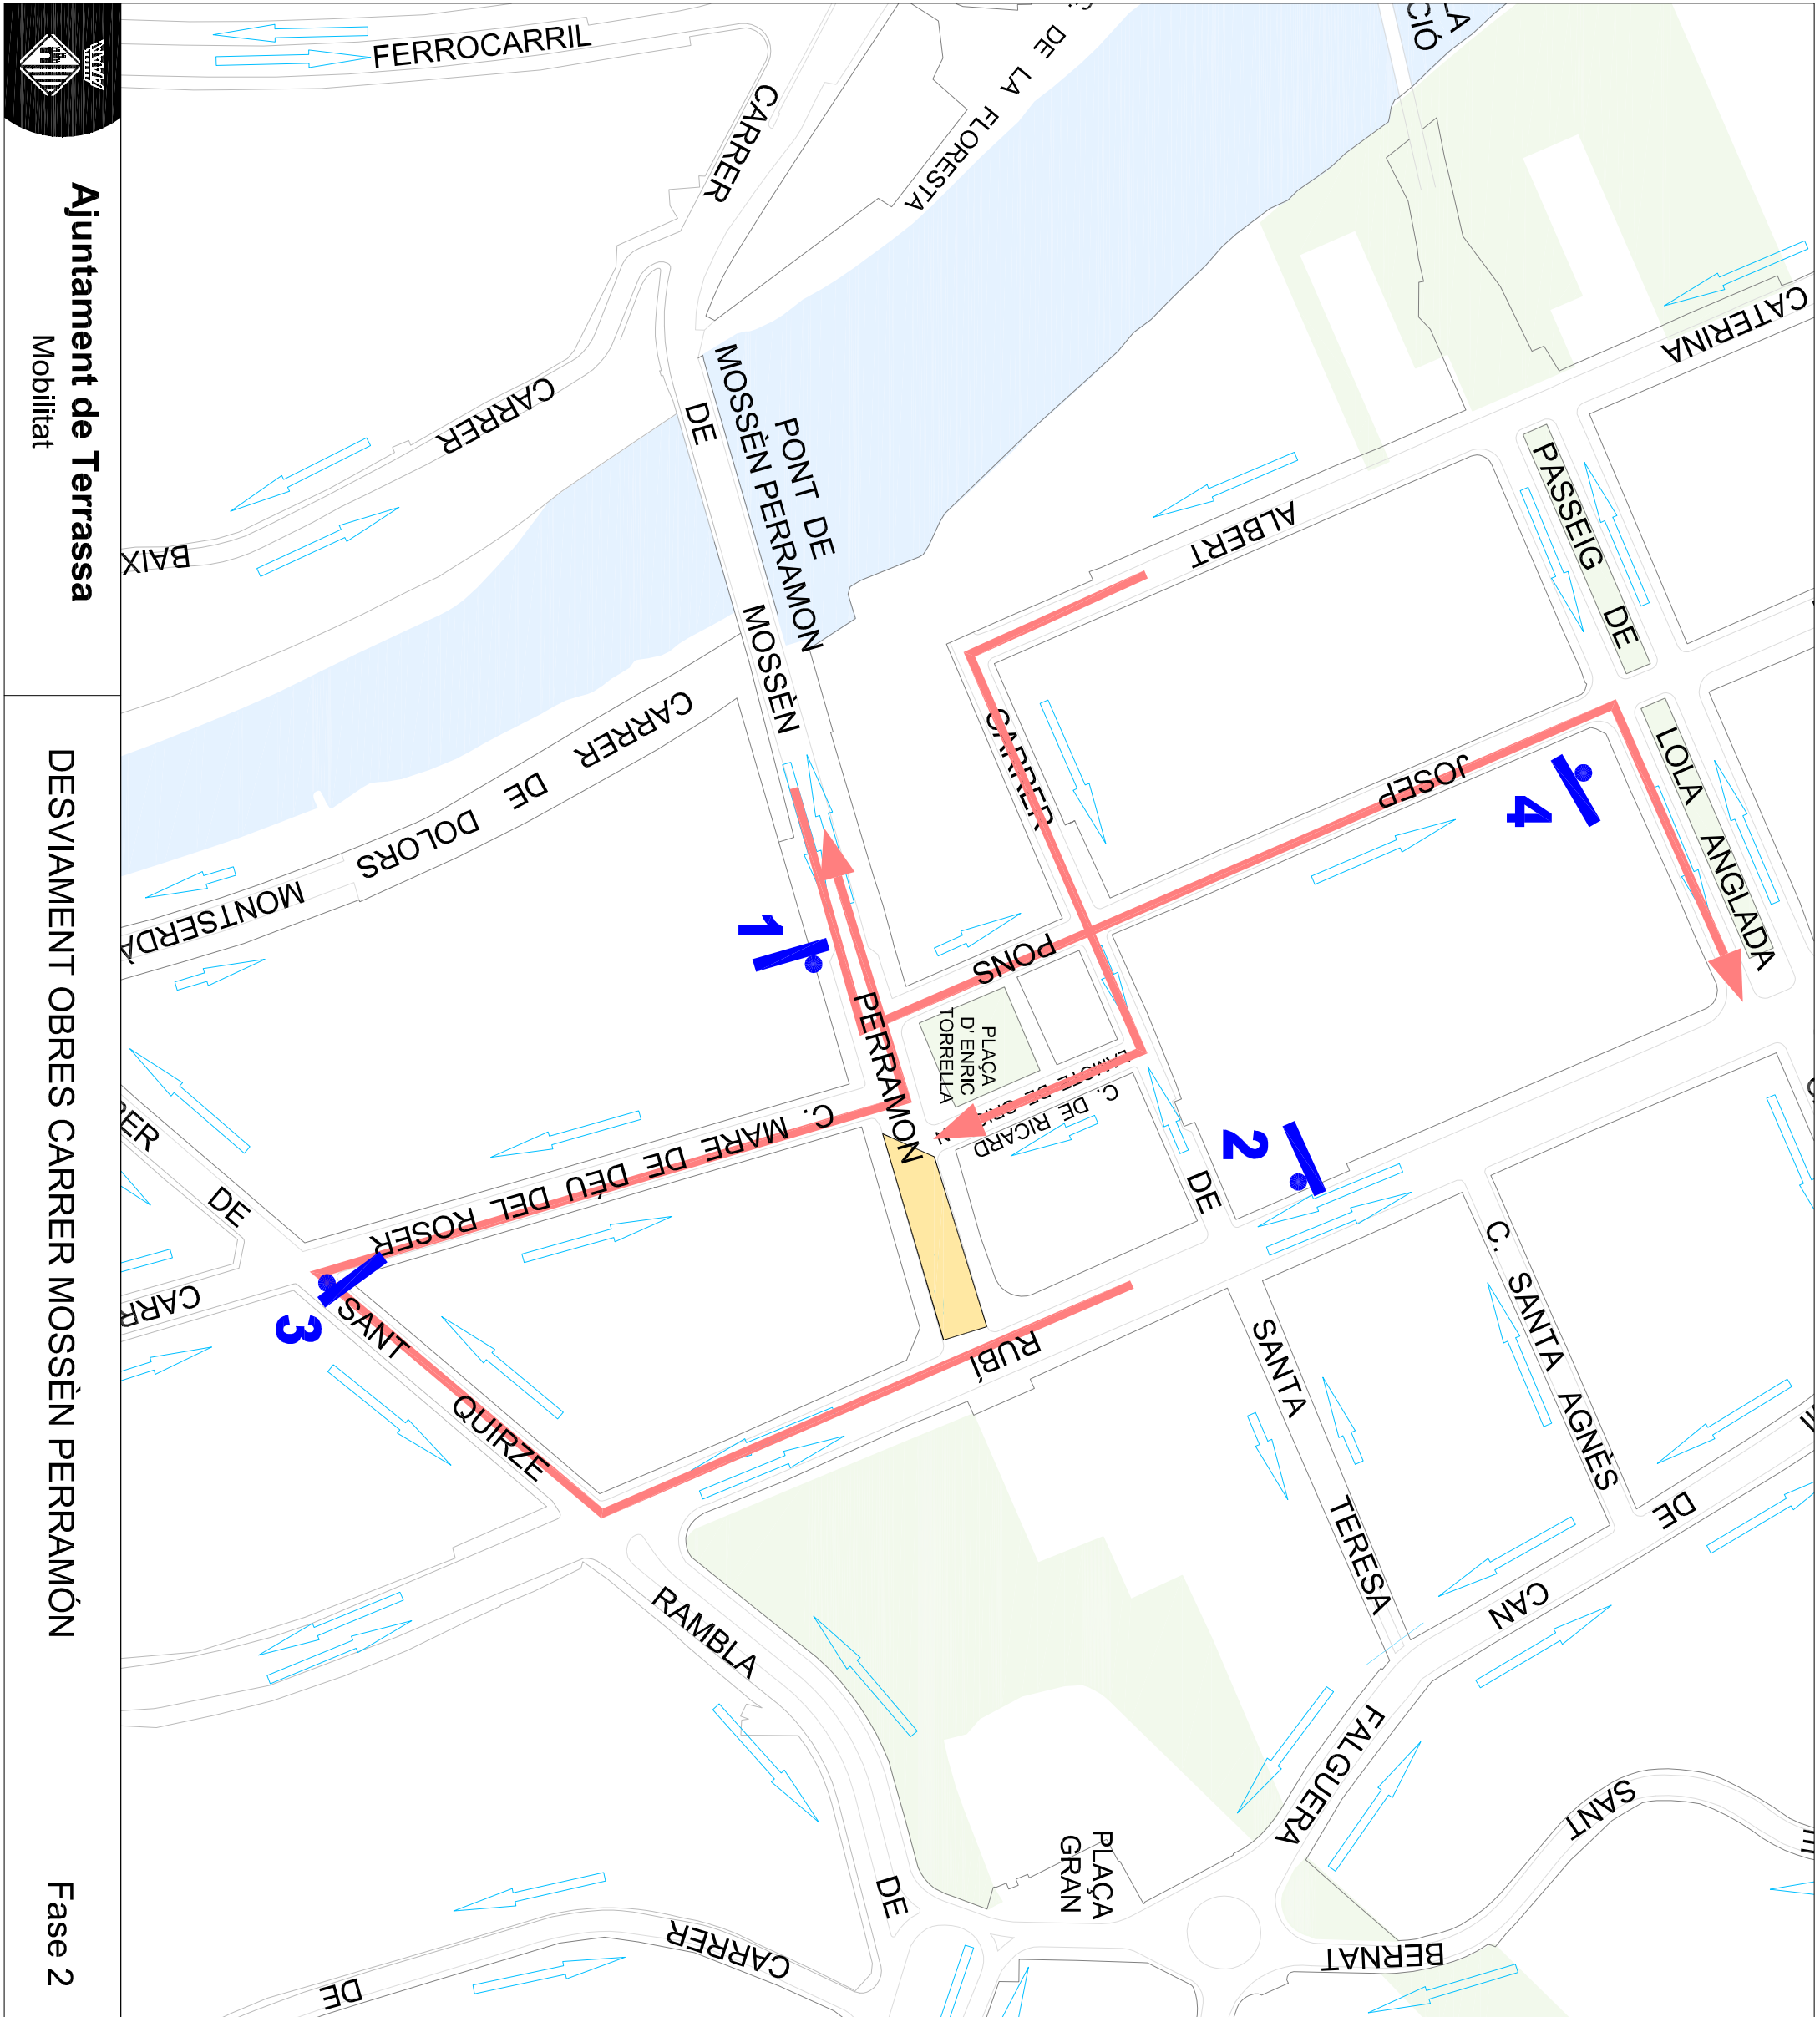 Ajuntament de Terrassa
Mobilitat
DESVIAMENT OBRES CARRER MOSSÈN PERRAMÓN
Fase 2
FERROCARRIL
CARRER
DE LA FLORESTA
CIÓ
CATERINA
ALBERT
PASSEIG DE
LOLA ANGLADA
CARRER
BAIX
DE
PONT DE
MOSSÈN PERRAMON
MOSSÈN
PERRAMON
CARRER DE DOLORS MONTSERDÀ
CARRER
JOSEP
PONS
PLAÇA
D' ENRIC
TORRELLA
C. DE RICARD
DE
RUBÍ
C. MARE DE DÉU DEL ROSER
DE
SANT QUIRZE
CARR
C. SANTA AGNÈS
SANTA TERESA
DE
CAN
FALGUERA
RAMBLA
DE
PLAÇA
GRAN
SANT
BERNAT
CARRER
DE
1
2
3
4